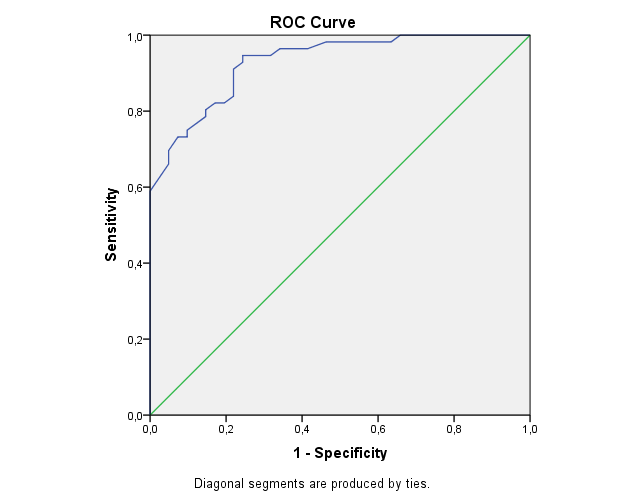 ROC Curve
1,0
0,8
0,6
0,4
0,2
0,0
Sensitivity
0,0 0,2 0,4 0,6 0,8 1,0
1 - Specificity
Diagonal segments are produced by ties.